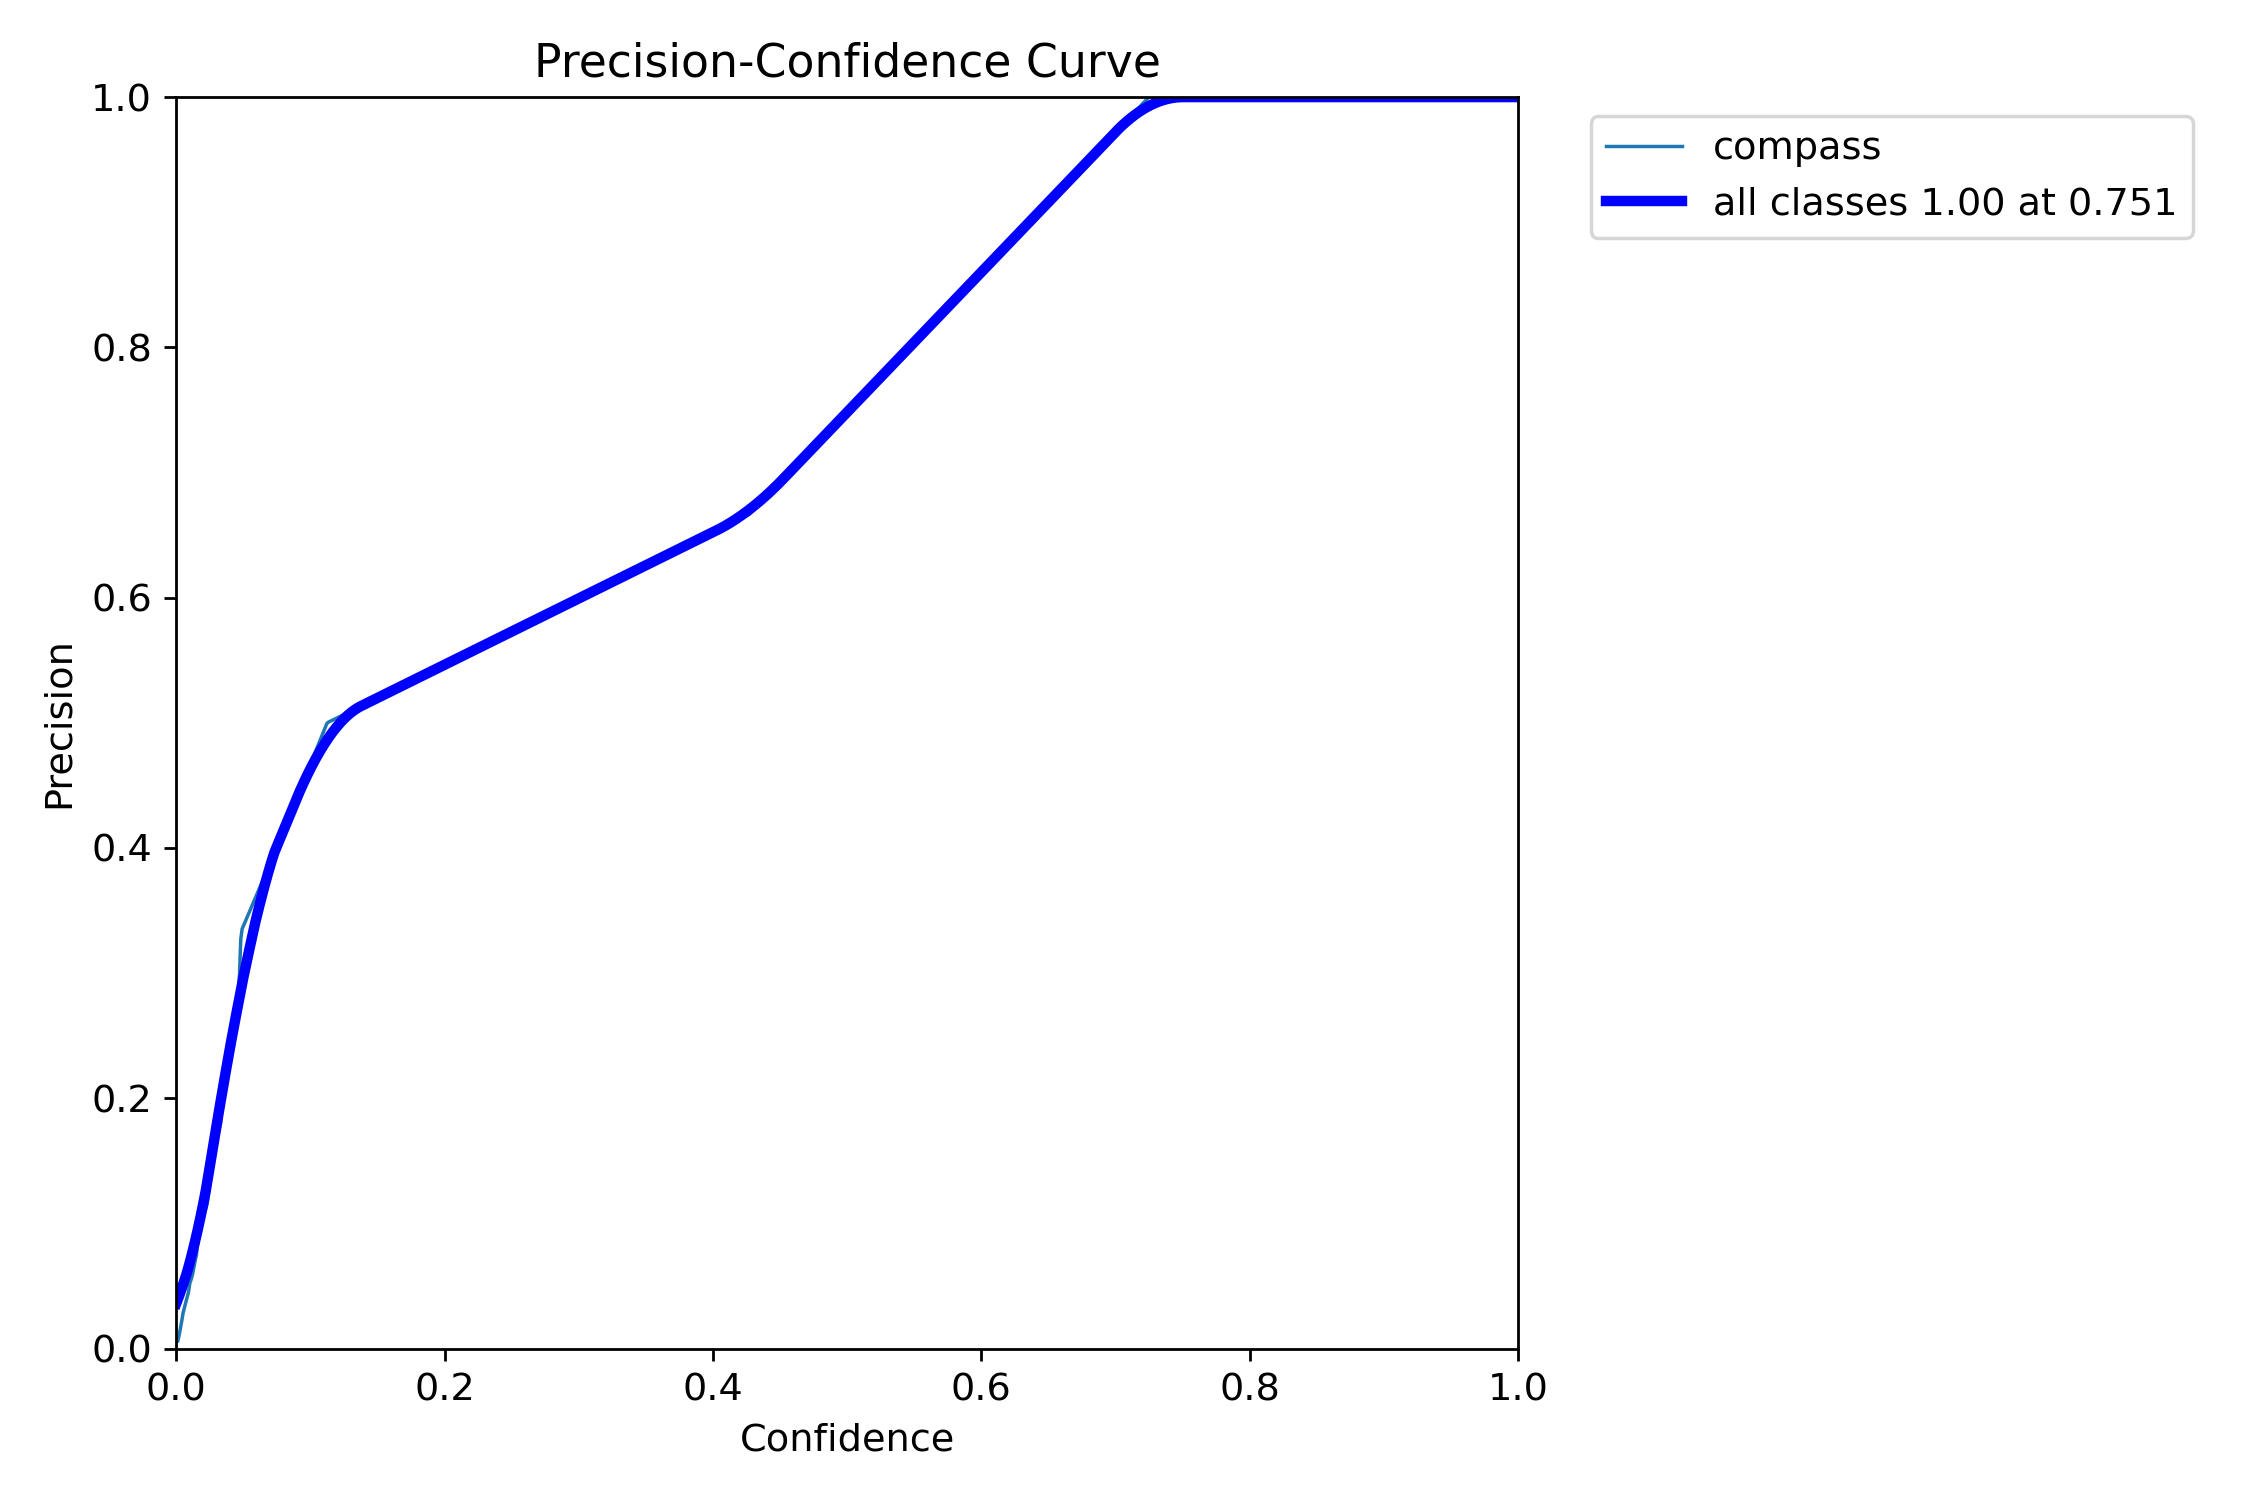 Precision-Confidence Curve
1.0
0.8
0.6
0.4
0.2
0.0
Precision
0.0 0.2 0.4 0.6 0.8 1.0
Confidence
compass
all classes 1.00 at 0.751